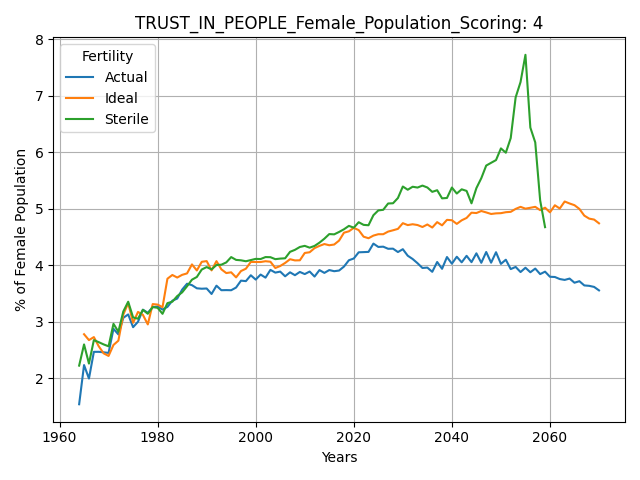 TRUST_IN_PEOPLE_Female_Population_Scoring: 4
% of Female Population
8
7
6
5
4
3
2
Fertility
Actual
Ideal
Sterile
1960
1980
2000
2020
2040
2060
Years